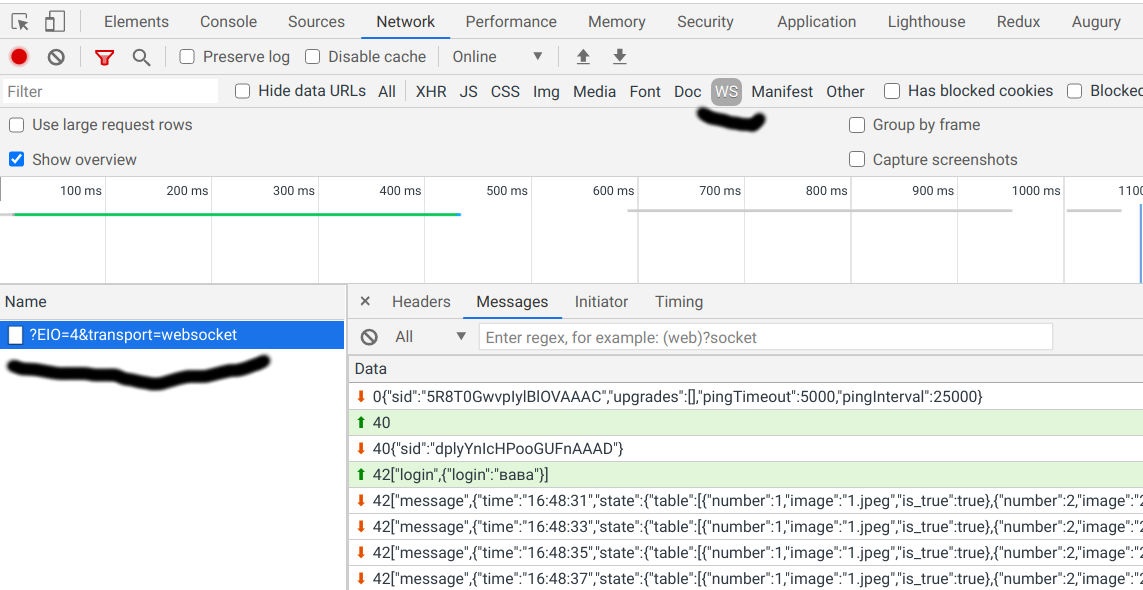 Elements Console Sources Network Performance Memory Security Application Lighthouse Redux Augury
Preserve log Disable cache Online
Filter Hide data URLs All XHR JS CSS Img Media Font Doc WS Manifest Other Has blocked cookies Blocked
Use large request rows Group by frame
Show overview Capture screenshots
100 ms 200 ms 300 ms 400 ms 500 ms 600 ms 700 ms 800 ms 900 ms 1000 ms 1100
Name Headers Messages Initiator Timing
?EIO=4&transport=websocket All Enter regex, for example: (web)?socket
Data
0{"sid":"5R8T0GwvpIylBlOVAAAC","upgrades":[],"pingTimeout":5000,"pingInterval":25000}
40
40{"sid":"dplyYnIcHPooGUFnAAAD"}
42["login",{"login":"вава"}]
42["message",{"time":"16:48:31","state":{"table":[{"number":1,"image":"1.jpeg","is_true":true},{"number":2,"image":"2
42["message",{"time":"16:48:33","state":{"table":[{"number":1,"image":"1.jpeg","is_true":true},{"number":2,"image":"2
42["message",{"time":"16:48:35","state":{"table":[{"number":1,"image":"1.jpeg","is_true":true},{"number":2,"image":"2
42["message",{"time":"16:48:37","state":{"table":[{"number":1,"image":"1.jpeg","is_true":true},{"number":2,"image":"2